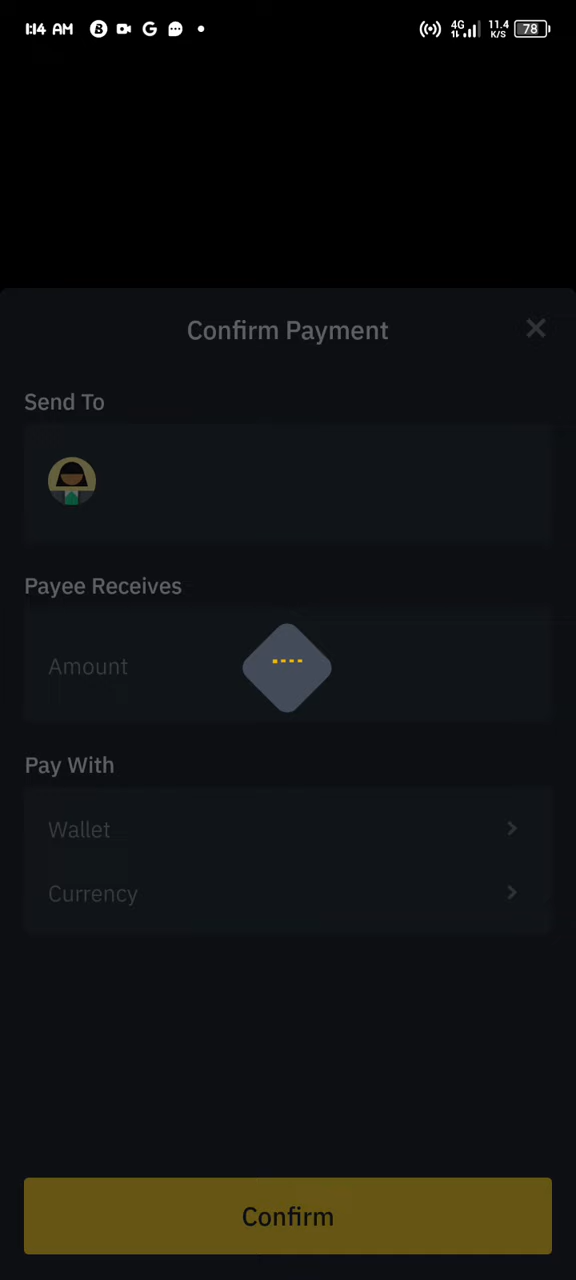 1:14 AM
4G 11.4 K/S 78
Confirm Payment
Send To
Payee Receives
Amount
Pay With
Wallet
Currency
Confirm